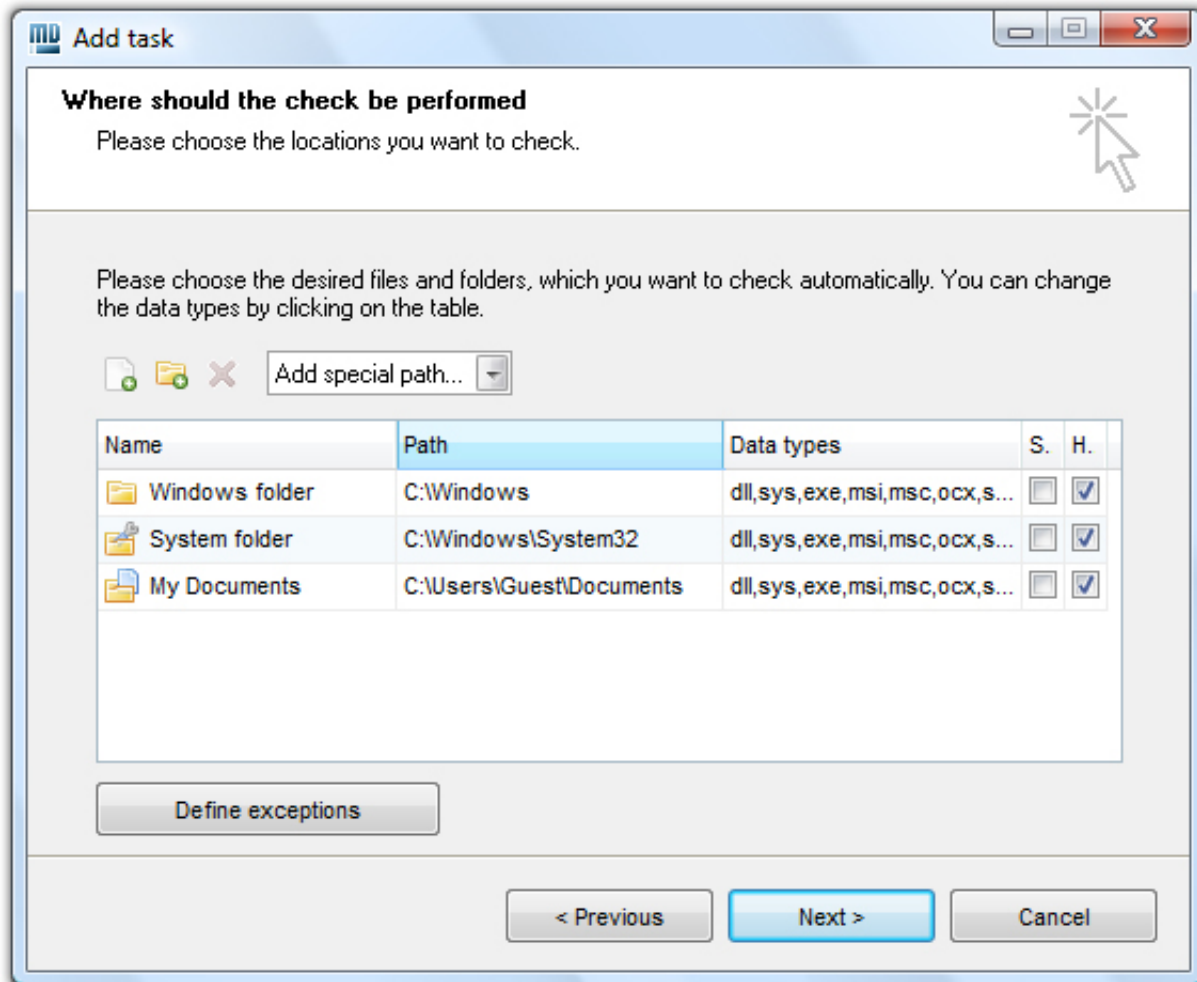 MD Add task
Where should the check be performed
Please choose the locations you want to check.
Please choose the desired files and folders, which you want to check automatically. You can change
the data types by clicking on the table.
Add special path...
Name Path Data types S. H.
Windows folder C:\Windows dll,sys,exe,msi,msc,ocx,s...
System folder C:\Windows\System32 dll,sys,exe,msi,msc,ocx,s...
My Documents C:\Users\Guest\Documents dll,sys,exe,msi,msc,ocx,s...
Define exceptions
< Previous Next > Cancel